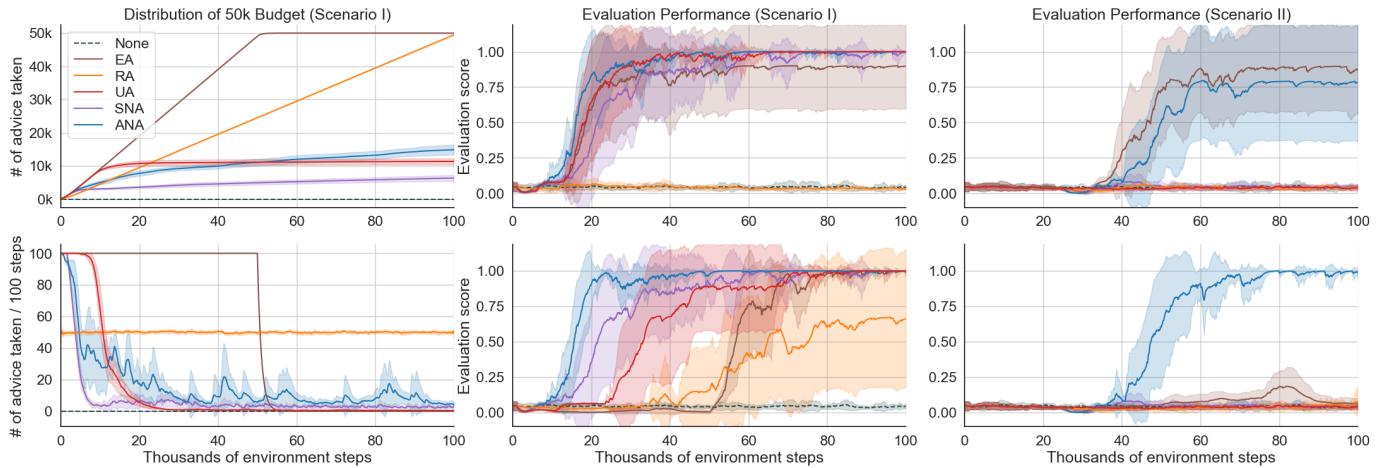 Distribution of 50k Budget (Scenario I)
# of advice taken
50k
40k
30k
20k
10k
0k
None
EA
RA
UA
SNA
ANA
0 20 40 60 80 100
Evaluation Performance (Scenario I)
Evaluation score
1.00
0.75
0.50
0.25
0.00
0 20 40 60 80 100
Evaluation Performance (Scenario II)
1.00
0.75
0.50
0.25
0.00
0 20 40 60 80 100
# of advice taken / 100 steps
100
80
60
40
20
0
0 20 40 60 80 100
Thousands of environment steps
Evaluation score
1.00
0.75
0.50
0.25
0.00
0 20 40 60 80 100
Thousands of environment steps
1.00
0.75
0.50
0.25
0.00
0 20 40 60 80 100
Thousands of environment steps